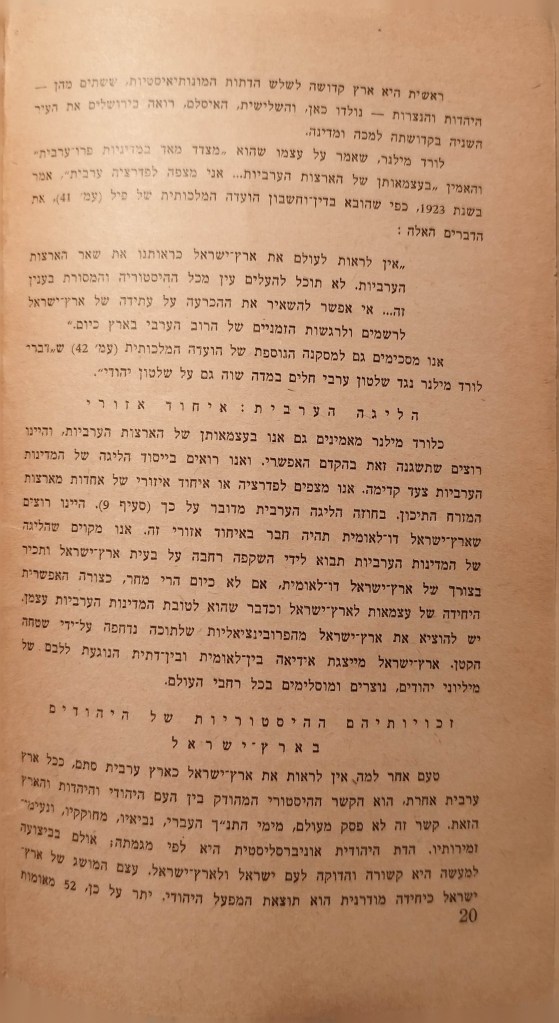 ראשית היא ארץ קדושה לשלש הדתות המונותיאיסטיות, ששתים מהן —
היהדות והנצרות — נולדו כאן, והשלישית, האיסלם, רואה בירושלים את העיר
השניה בקדושתה למכה ומדינה.
לורד מילנר, שאמר על עצמו שהוא „מצדד מאד במדיניות פרו־ערבית״
והאמין „בעצמאותן של הארצות הערביות... אני מצפה לפדרציה ערבית״, אמר
בשנת 1923, כפי שהובא בדין־וחשבון הועדה המלכותית של פיל (עמ׳ 41), את
הדברים האלה :
„אין לראות לעולם את ארץ־ישראל כדאותנו את שאר הארצות
הערביות. לא תוכל להעלים עין מכל ההיסטוריה והמסורת בענין
זה... אי אפשר להשאיר את ההכרעה על עתידה של ארץ־ישראל
לרשמים ולרגשות הזמניים של הרוב הערבי בארץ כיום.״
אנו מסכימים גם למסקנה הנוספת של הועדה המלכותית (עמ׳ 42) ש„דברי
לורד מילנר נגד שלטון ערבי חלים במדה שוה גם על שלטון יהודי״.
הליגה הערבית: איחוד אזורי
כלורד מילנר מאמינים גם אנו בעצמאותן של הארצות הערביות, והיינו
רוצים שתשגנה זאת בהקדם האפשרי. ואנו רואים בייסוד הליגה של המדינות
הערביות צעד קדימה. אנו מצפים לפדרציה או איחוד איזורי של אחדות מארצות
המזרח התיכון. בחוזה הליגה הערבית מדובר על כך (סעיף 9). היינו רוצים
שארץ־ישראל דו־לאומית תהיה חבר באיחוד אזורי זה. אנו מקוים שהליגה
של המדינות הערביות תבוא לידי השקפה רחבה על בעית ארץ־ישראל ותכיר
בצורך של ארץ־ישראל דו־לאומית, אם לא כיום הרי מחר, כצורה האפשרית
היחידה של עצמאות לארץ־ישראל וכדבר שהוא לטובת המדינות הערביות עצמן.
יש להוציא את ארץ־ישראל מהפרובינציאליות שלתוכה נדחפה על־ידי שטחה
הקטן. ארץ־ישראל מייצגת אידיאה בין־לאומית ובין־דתית הנוגעת ללבם של
מיליוני יהודים, נוצרים ומוסלימים בכל רחבי העולם.
זכויותיהם ההיסטוריות של היהודים
בארץ־ישראל
טעם אחר למה אין לראות את ארץ־ישראל כארץ ערבית סתם, ככל ארץ
ערבית אחרת, הוא הקשר ההיסטורי המהודק בין העם היהודי והיהדות והארץ
הזאת. קשר זה לא פסק מעולם, מימי התנ״ך העברי, נביאיו, מחוקקיו, ונעימי־
זמירותיו. הדת היהודית אוניברסליסטית היא לפי מגמתה; אולם בביצועה
למעשה היא קשורה והדוקה לעם ישראל ולארץ־ישראל. עצם המושג של ארץ־
ישראל כיחידה מודרנית הוא תוצאת המפעל היהודי. יתר על כן, 52 מאומות
20